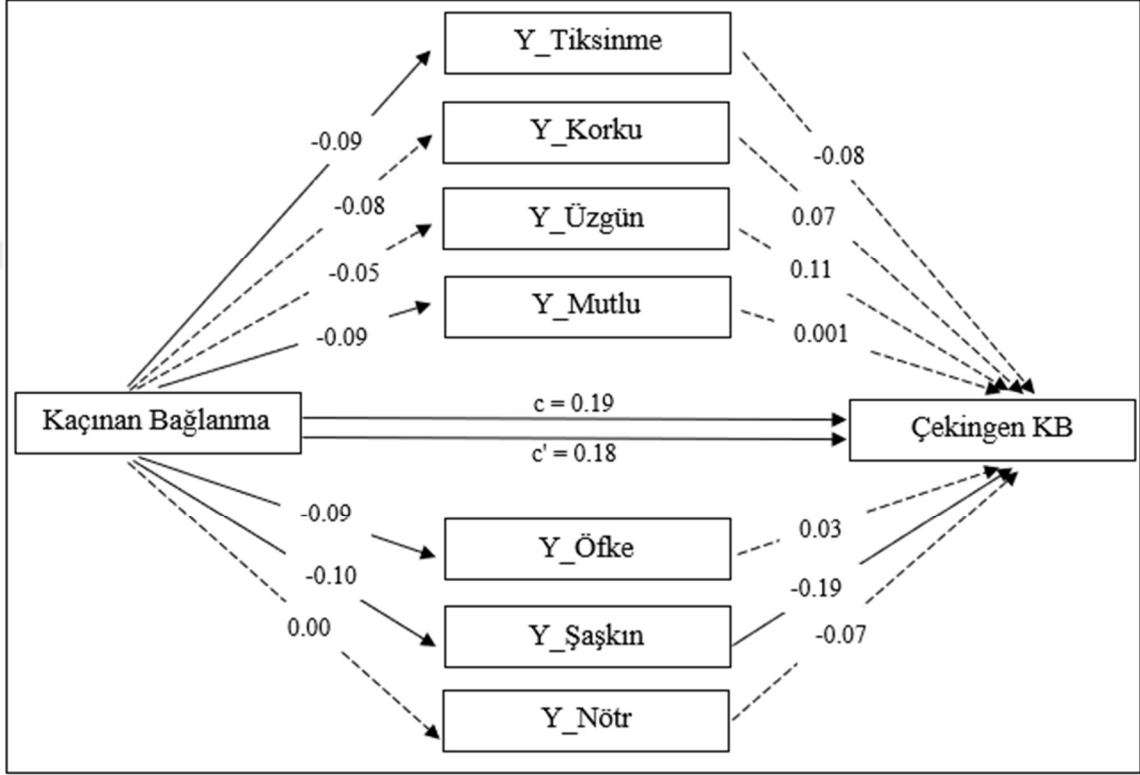 Y_Tiksinme
-0.09
-0.08
Y_Korku
-0.08
0.07
Y_Üzgün
-0.05
0.11
Y_Mutlu
-0.09
0.001
Kaçınan Bağlanma
c = 0.19
c' = 0.18
Çekingen KB
-0.09
Y_Öfke
0.03
-0.10
Y_Şaşkın
-0.19
0.00
Y_Nötr
-0.07